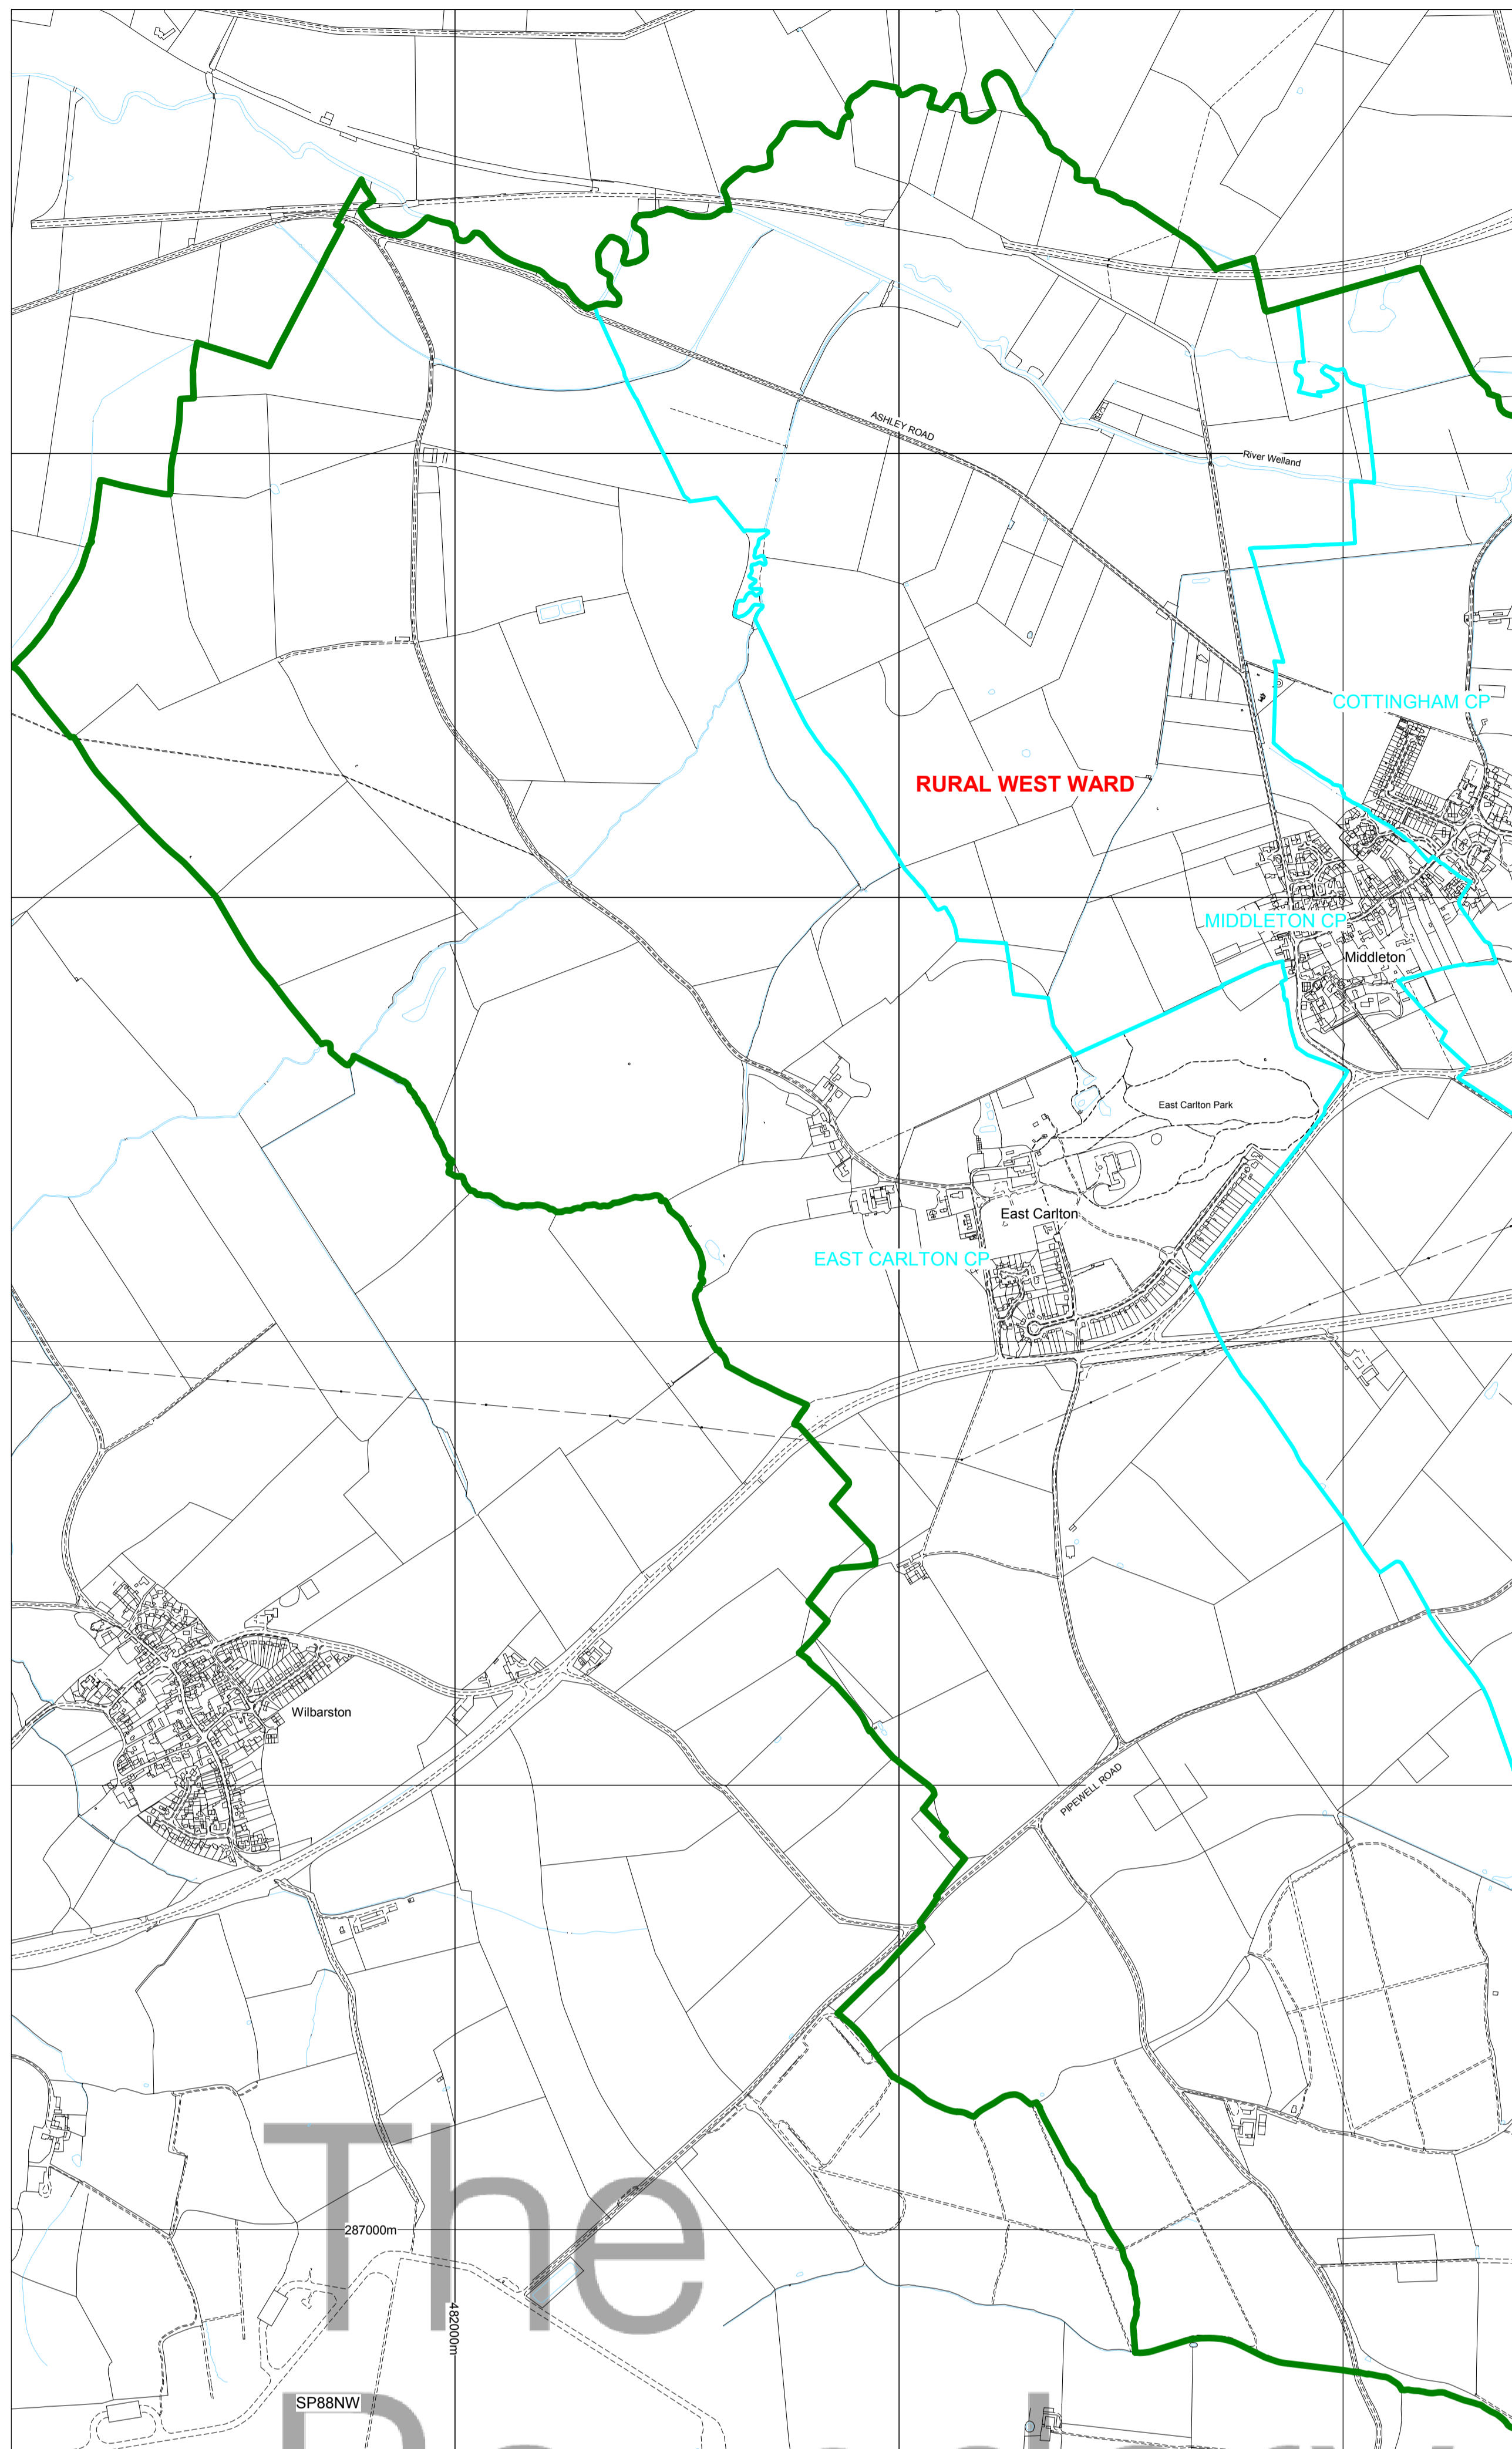 ASHLEY ROAD
River Welland
COTTINGHAM CP
RURAL WEST WARD
MIDDLETON CP
Middleton
East Carlton Park
East Carlton
EAST CARLTON CP
Wilbarston
PIPEWELL ROAD
The
287000m
482000m
SP88NW